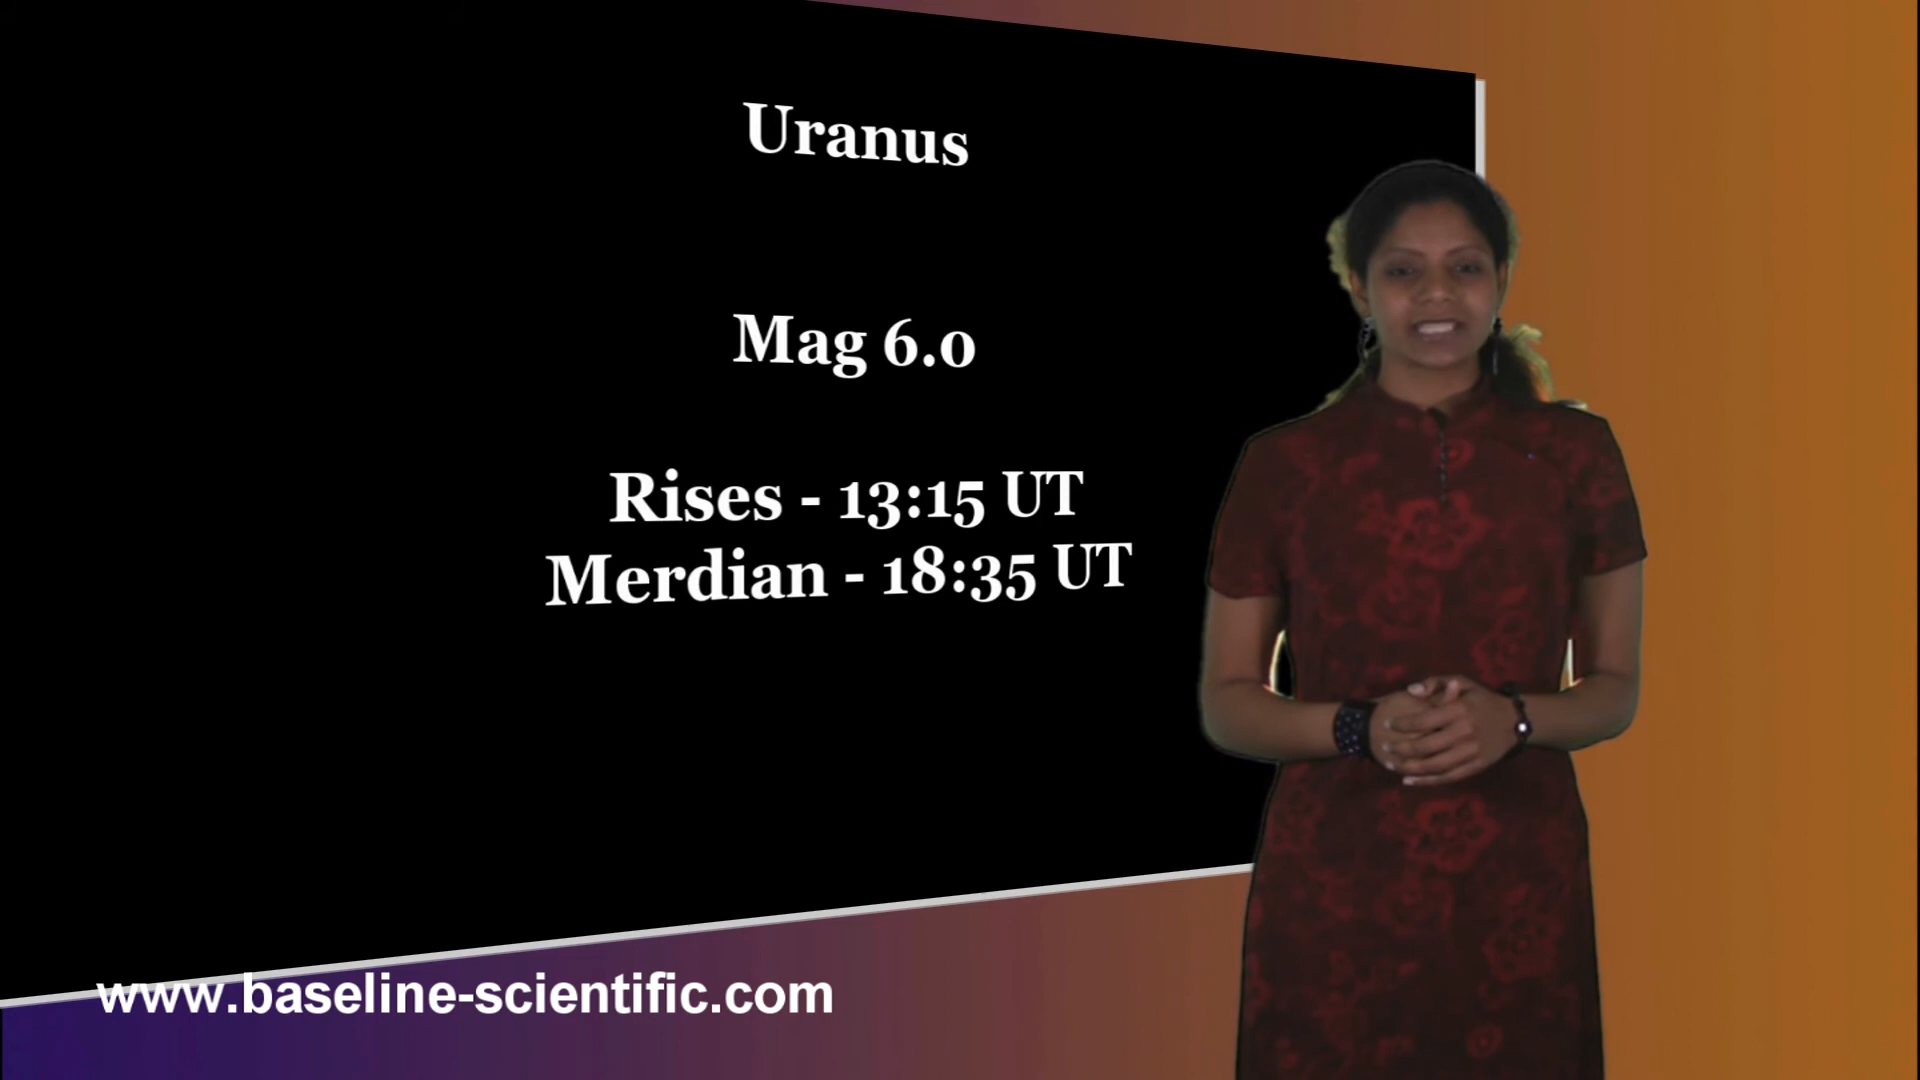 Uranus
Mag 6.0
Rises - 13:15 UT
Merdian - 18:35 UT
www.baseline-scientific.com